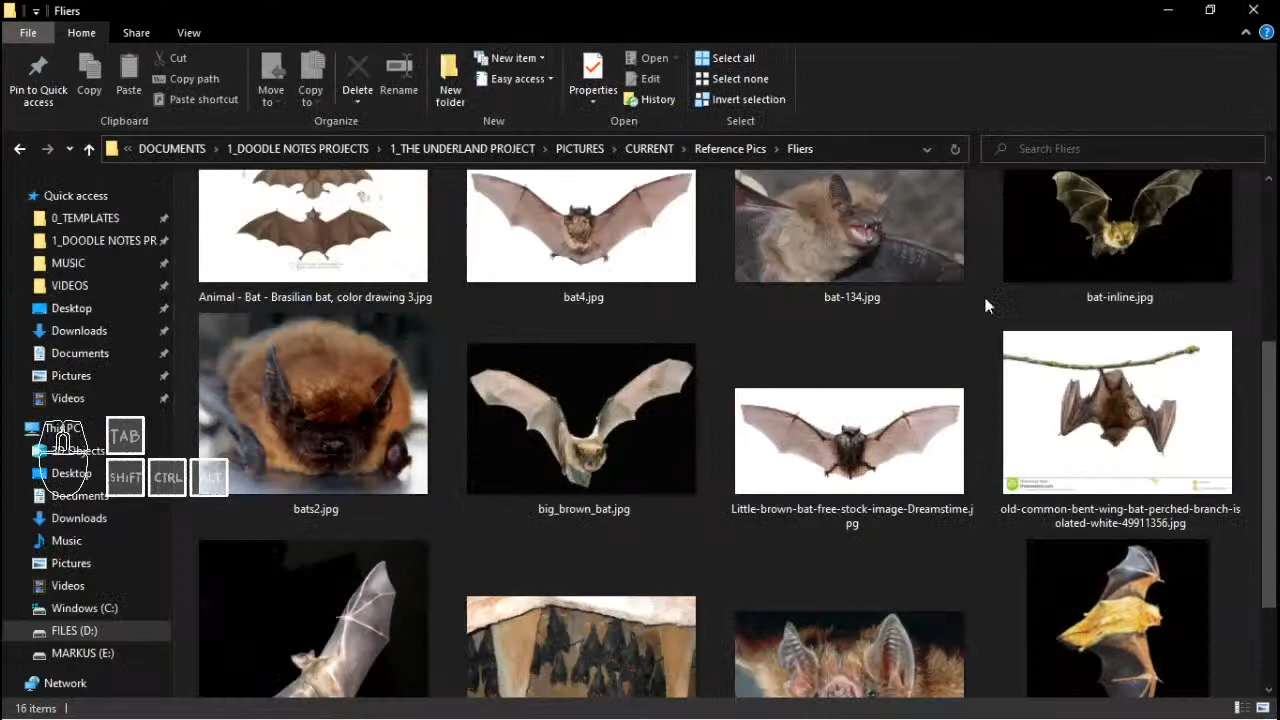 Fliers
File
Home
Share
View
Pin to Quick access
Copy
Paste
Cut
Copy path
Paste shortcut
Clipboard
Move to
Copy to
Delete
Rename
Organize
New folder
New item
Easy access
New
Properties
Open
Edit
History
Open
Select all
Select none
Invert selection
Select
« DOCUMENTS > 1_DOODLE NOTES PROJECTS > 1_THE UNDERLAND PROJECT > PICTURES > CURRENT > Reference Pics > Fliers
Search Fliers
Quick access
0_TEMPLATES
1_DOODLE NOTES PR
MUSIC
VIDEOS
Desktop
Downloads
Documents
Pictures
Videos
This PC
TAB
Objects
Desktop
SHIFT
CTRL
ALT
Documents
Downloads
Music
Pictures
Videos
Windows (C:)
FILES (D:)
MARKUS (E:)
Network
Animal - Bat - Brasilian bat, color drawing 3.jpg
bat4.jpg
bat-134.jpg
bat-inline.jpg
bats2.jpg
big_brown_bat.jpg
Little-brown-bat-free-stock-image-Dreamstime.j
pg
old-common-bent-wing-bat-perched-branch-is
olated-white-49911356.jpg
16 items